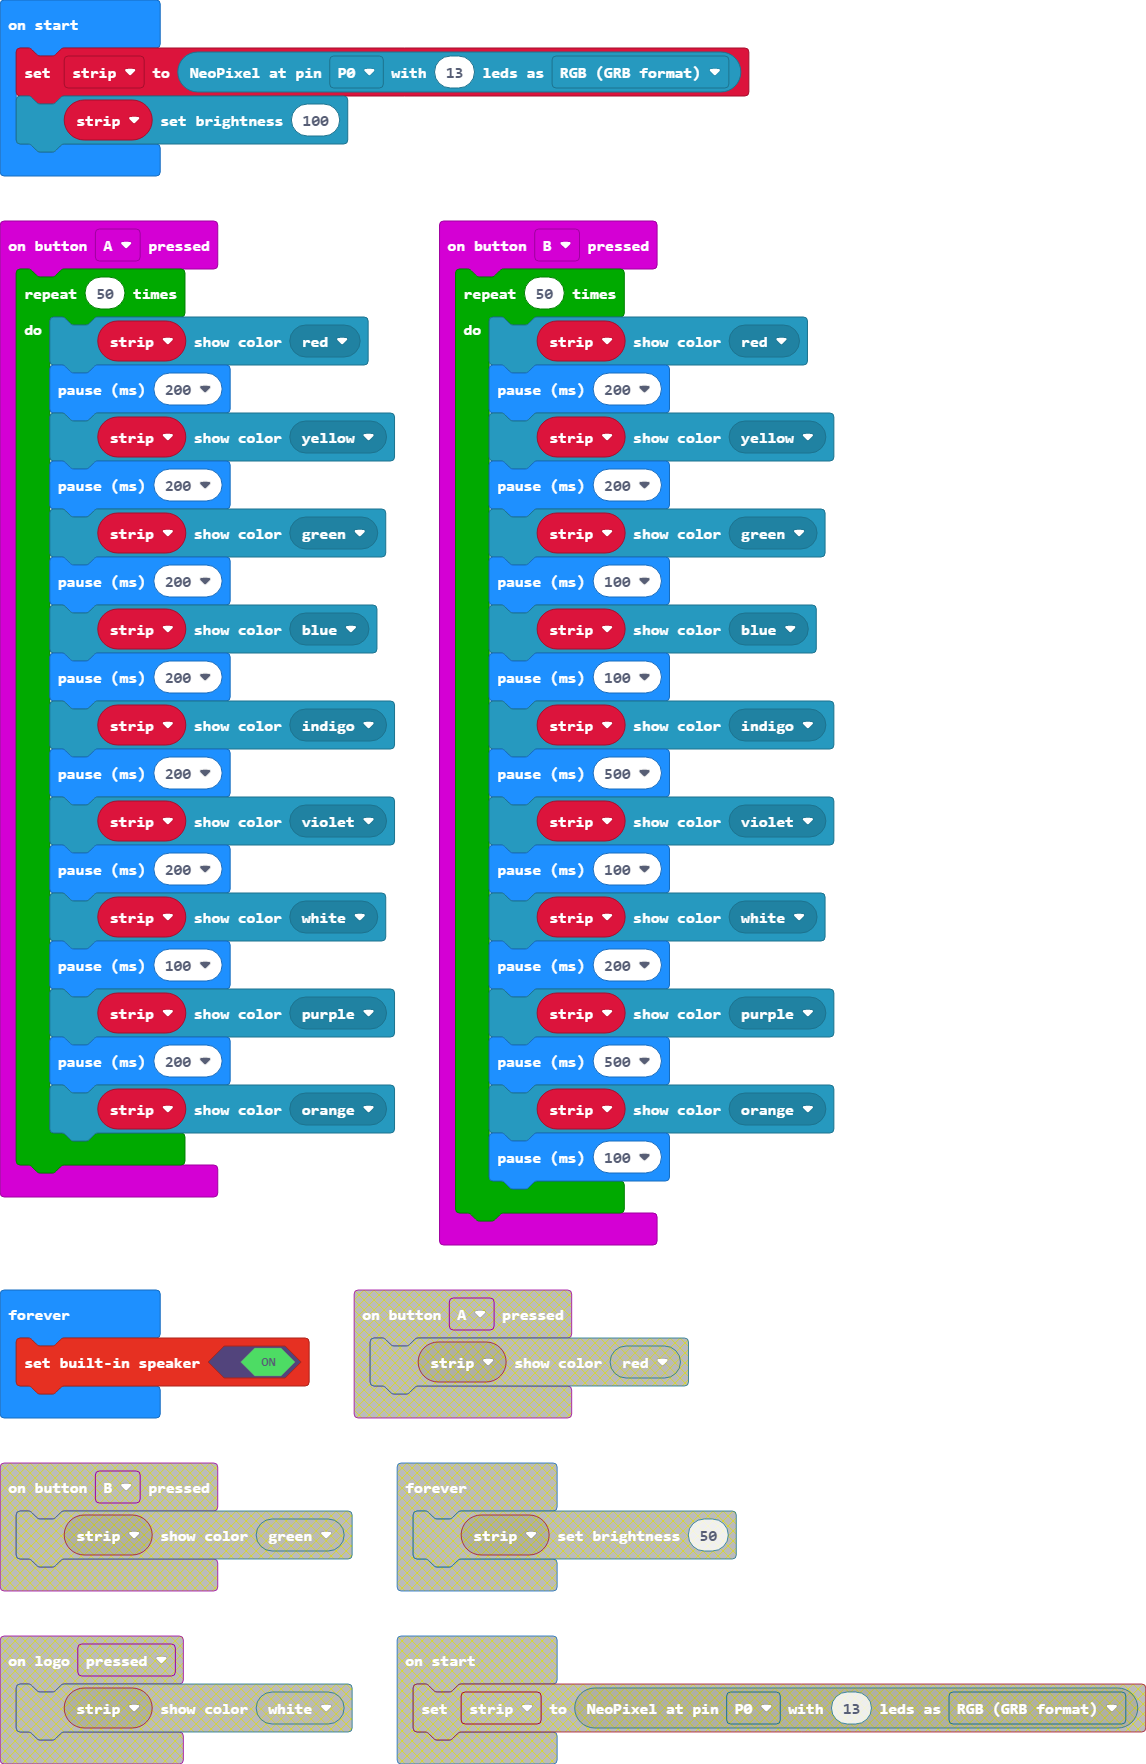 on start
set strip to NeoPixel at pin P0 with 13 leds as RGB (GRB format)
strip set brightness 100
on button A pressed
repeat 50 times
do
strip show color red
pause (ms) 200
strip show color yellow
pause (ms) 200
strip show color green
pause (ms) 200
strip show color blue
pause (ms) 200
strip show color indigo
pause (ms) 200
strip show color violet
pause (ms) 200
strip show color white
pause (ms) 100
strip show color purple
pause (ms) 200
strip show color orange
on button B pressed
repeat 50 times
do
strip show color red
pause (ms) 200
strip show color yellow
pause (ms) 200
strip show color green
pause (ms) 100
strip show color blue
pause (ms) 100
strip show color indigo
pause (ms) 500
strip show color violet
pause (ms) 100
strip show color white
pause (ms) 200
strip show color purple
pause (ms) 500
strip show color orange
pause (ms) 100
forever
set built-in speaker ON
on button A pressed
strip show color red
on button B pressed
strip show color green
forever
strip set brightness 50
on logo pressed
strip show color white
on start
set strip to NeoPixel at pin P0 with 13 leds as RGB (GRB format)